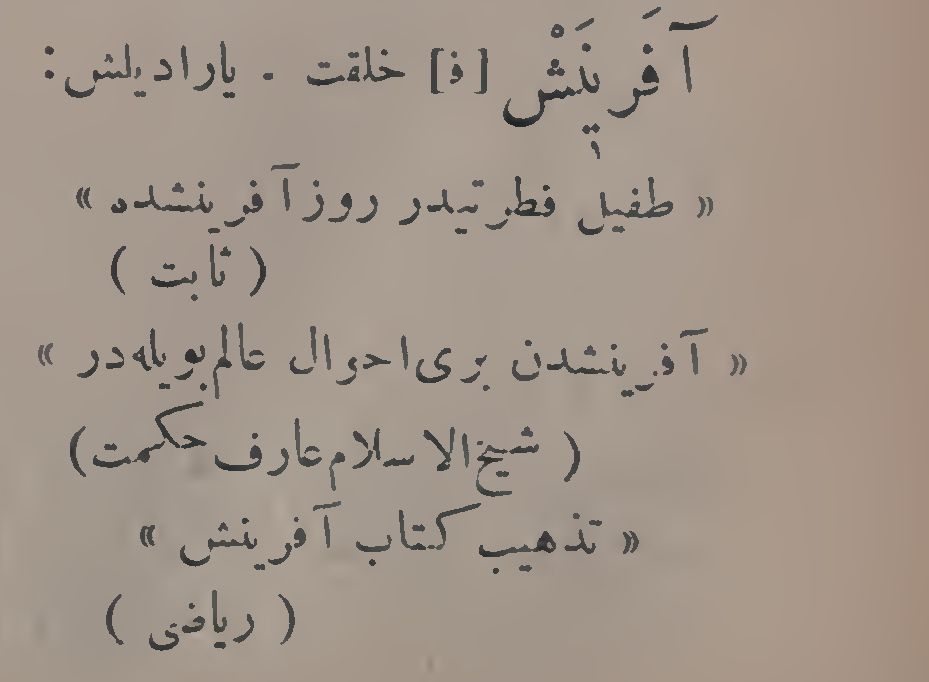 آفَرِينَشْ [ف] خلقت . یارادیلش :
« طفیل فطرتیدر روز آفرینشده »
( ثابت )
« آفرینشدن بری احوال عالم بویله در »
( شیخ الاسلام عارف حکمت )
« تذهیب کتاب آفرینش »
( ریاضی )